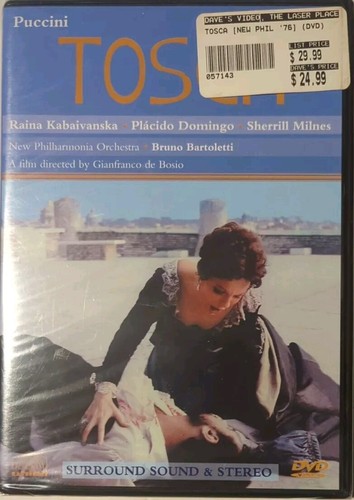 Puccini
TOSCA
DAVE'S VIDEO, THE LASER PLACE
TOSCA [NEW PHIL '76] (DVD)
LIST PRICE
$ 29.99
DAVE'S PRICE
057143
$ 24.99
Raina Kabaivanska · Plácido Domingo · Sherrill Milnes
New Philharmonia Orchestra · Bruno Bartoletti
A film directed by Gianfranco de Bosio
SURROUND SOUND & STEREO
DVD
VIDEO